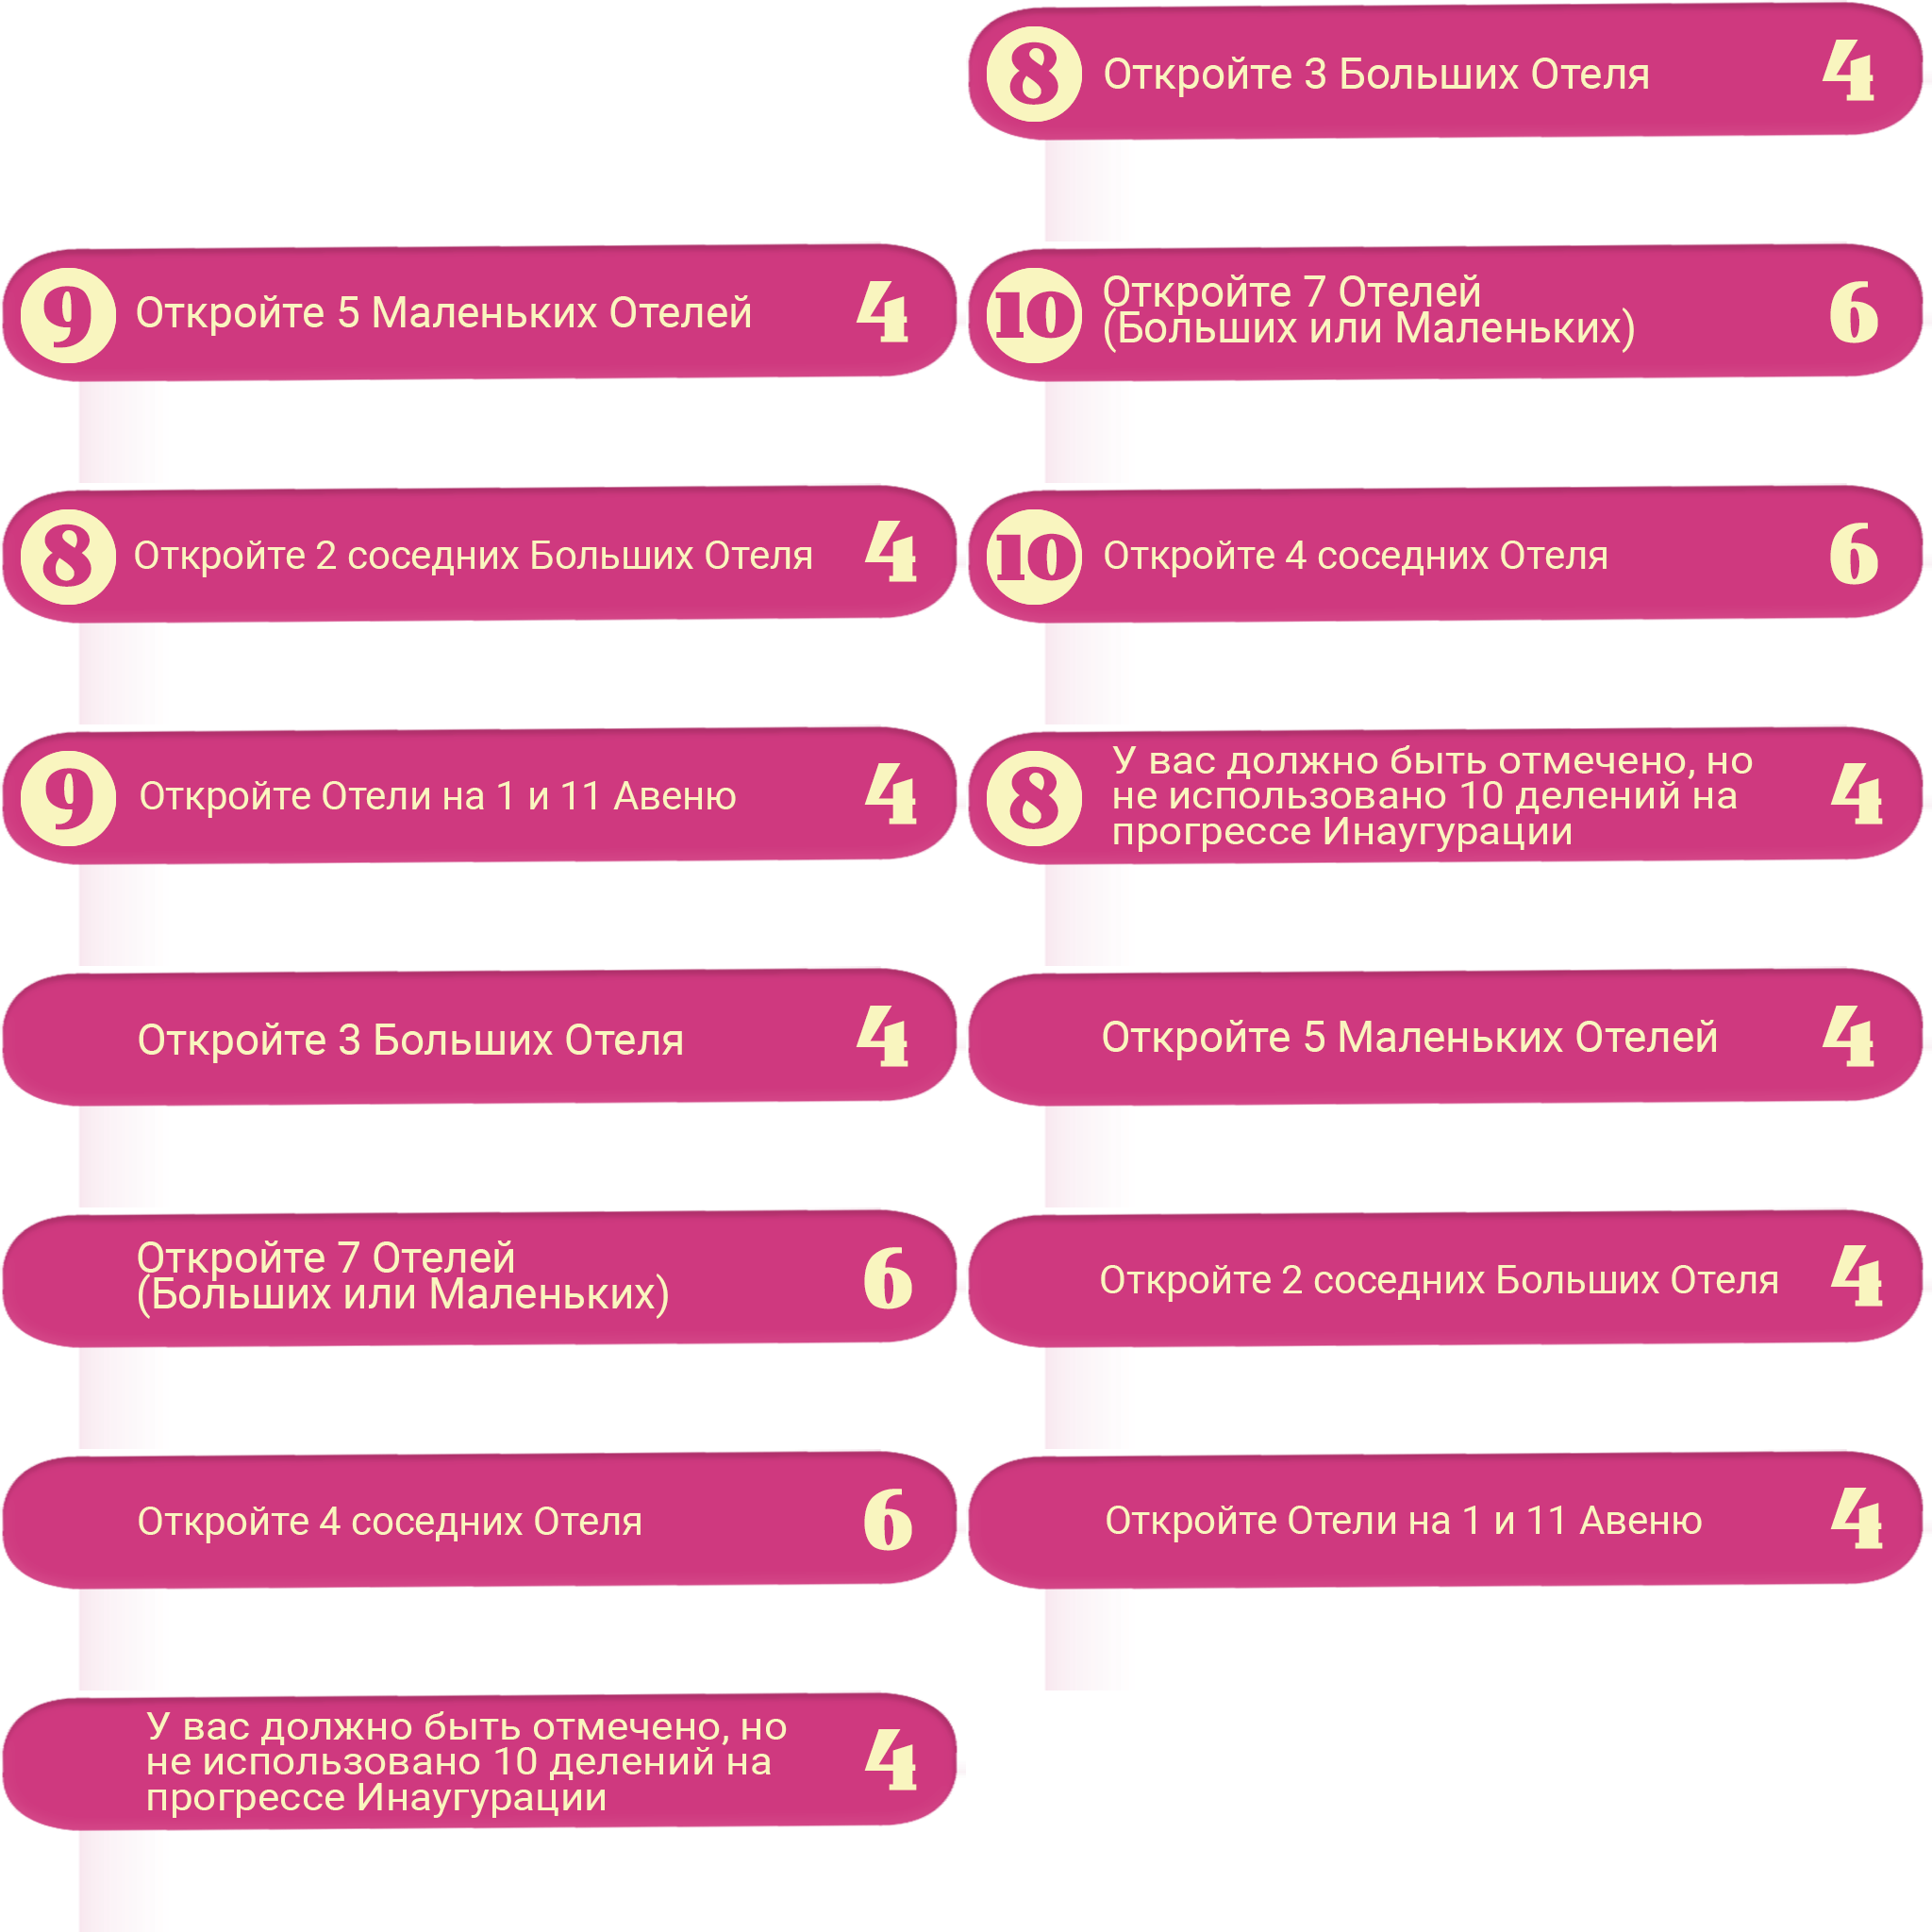 8 Откройте 3 Больших Отеля 4
9 Откройте 5 Маленьких Отелей 4
10 Откройте 7 Отелей
(Больших или Маленьких) 6
8 Откройте 2 соседних Больших Отеля 4
10 Откройте 4 соседних Отеля 6
9 Откройте Отели на 1 и 11 Авеню 4
8 У вас должно быть отмечено, но
не использовано 10 делений на
прогрессе Инаугурации 4
Откройте 3 Больших Отеля 4
Откройте 5 Маленьких Отелей 4
Откройте 7 Отелей
(Больших или Маленьких) 6
Откройте 2 соседних Больших Отеля 4
Откройте 4 соседних Отеля 6
Откройте Отели на 1 и 11 Авеню 4
У вас должно быть отмечено, но
не использовано 10 делений на
прогрессе Инаугурации 4